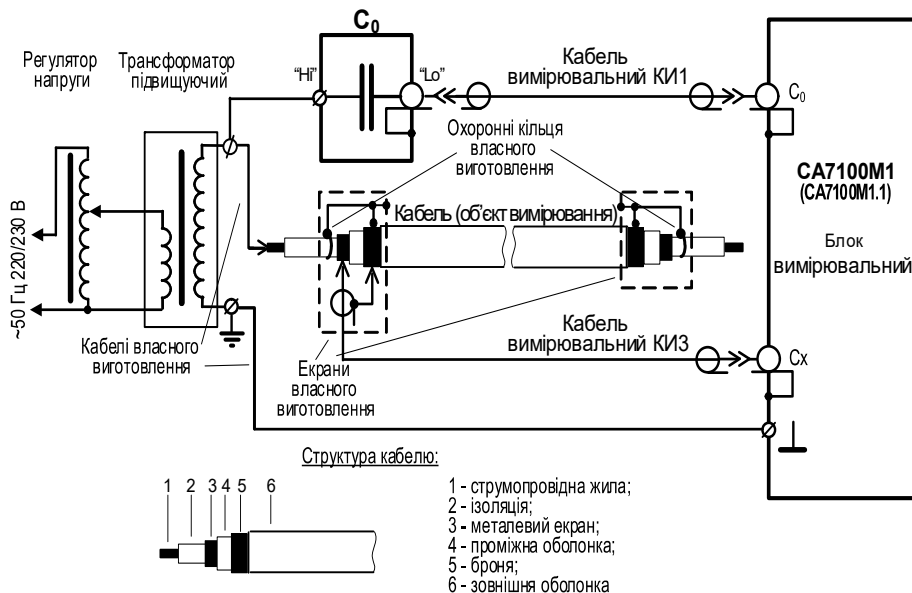 C₀
Регулятор
напруги
Трансформатор
підвищуючий
“Hi”
“Lo”
Кабель
вимірювальний КИ1
C₀
Охоронні кільця
власного
виготовлення
СА7100М1
(СА7100М1.1)
Блок
вимірювальний
Кабель (об’єкт вимірювання)
~50 Гц 220/230 В
Кабелі власного
виготовлення
Екрани
власного
виготовлення
Кабель
вимірювальний КИ3
Cx
Структура кабелю:
1 2 3 4 5 6
1 - струмопровідна жила;
2 - ізоляція;
3 - металевий екран;
4 - проміжна оболонка;
5 - броня;
6 - зовнішня оболонка